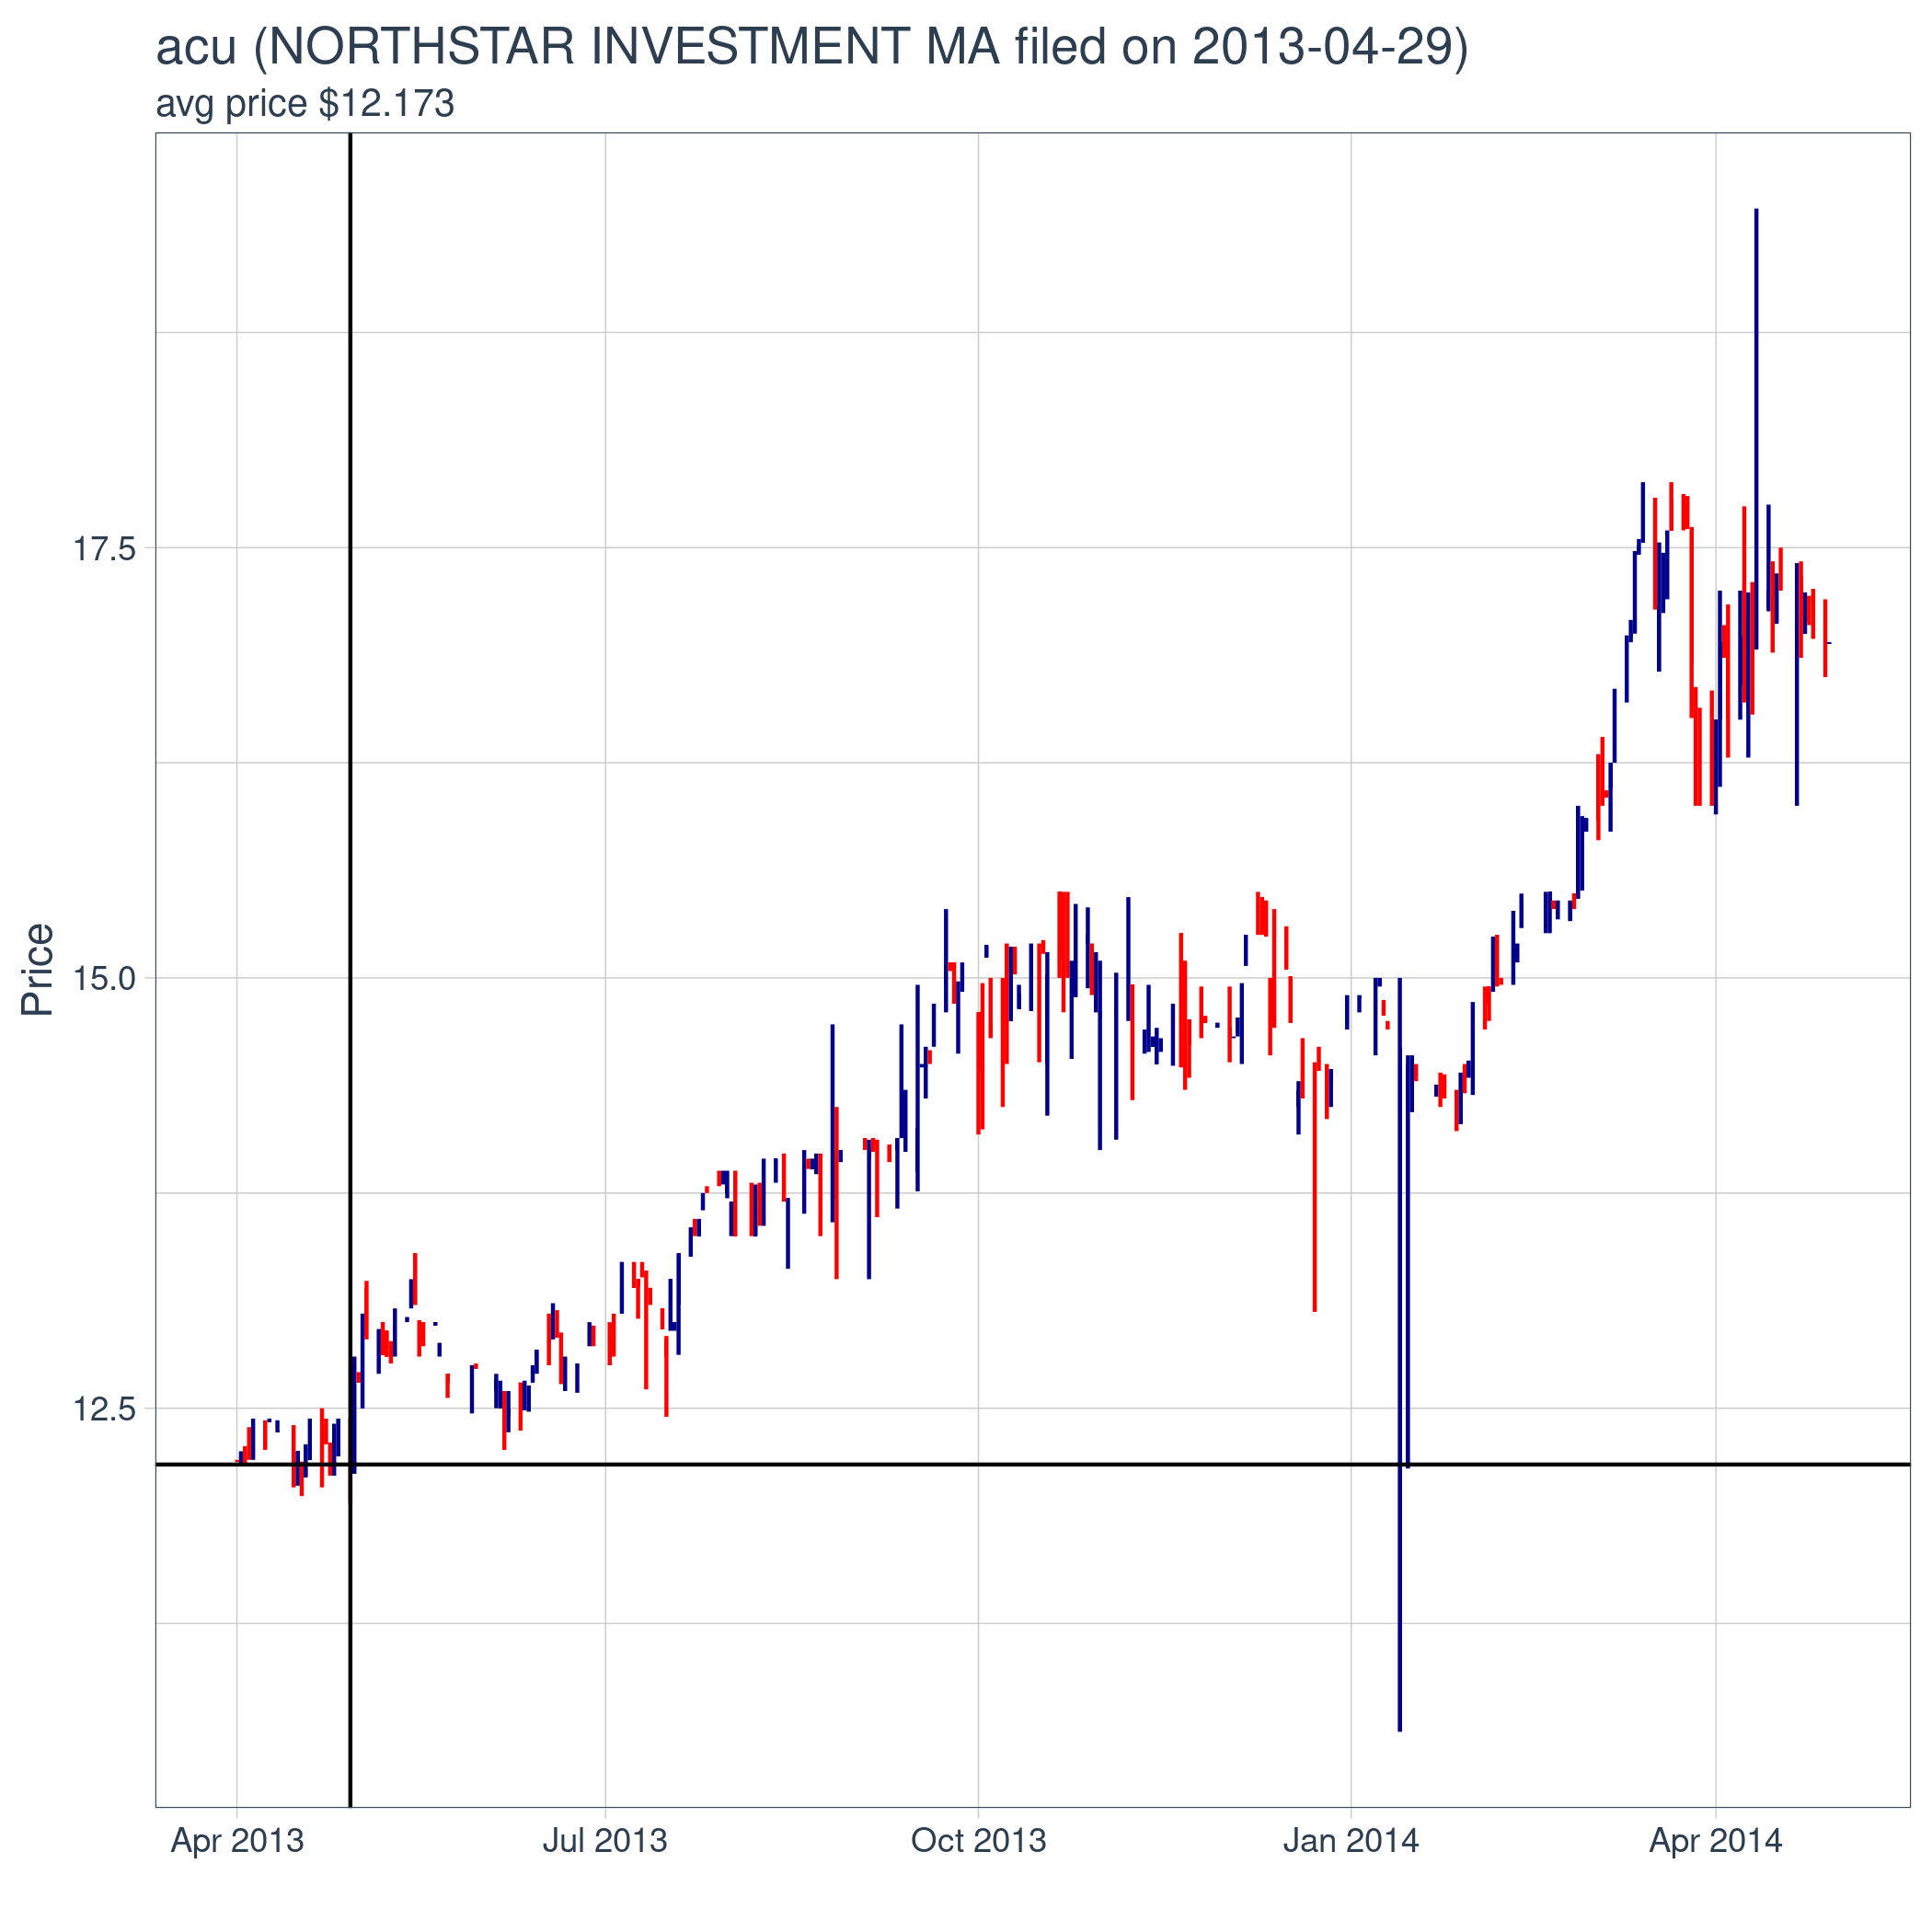 acu (NORTHSTAR INVESTMENT MA filed on 2013-04-29)
avg price $12.173
17.5
15.0
12.5
Price
Apr 2013
Jul 2013
Oct 2013
Jan 2014
Apr 2014